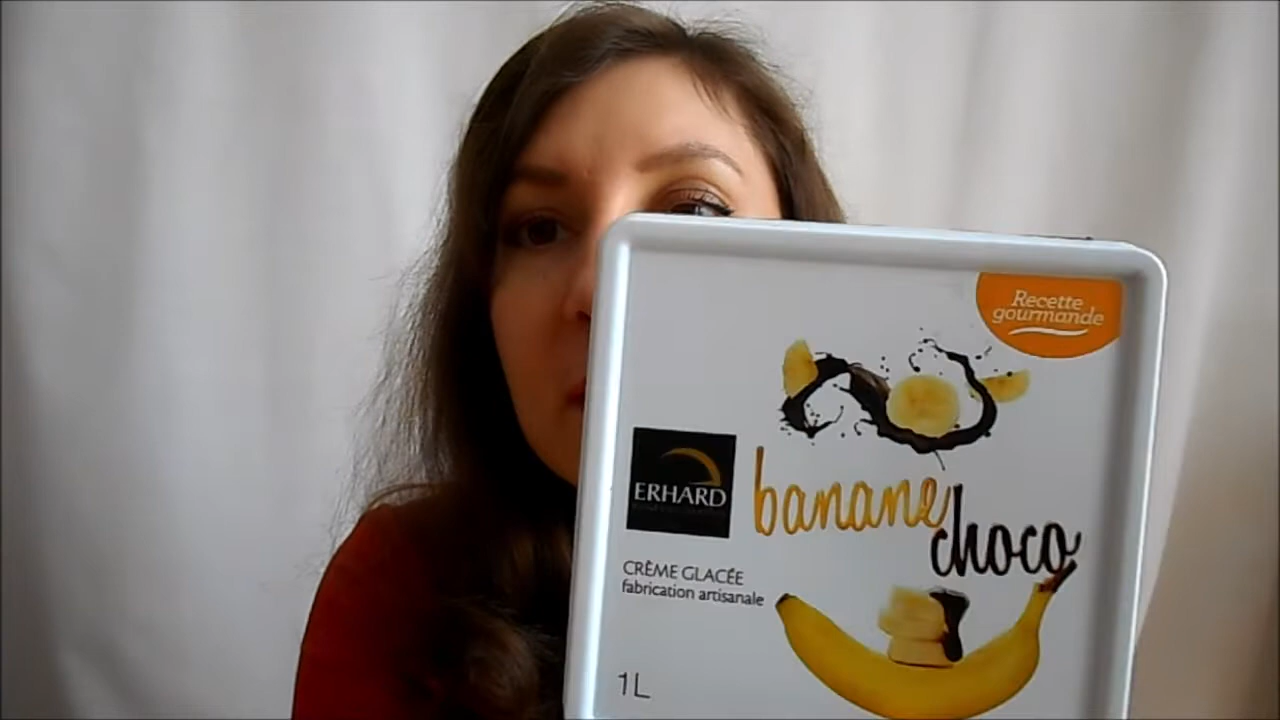 Recette
gourmande
ERHARD
banane
choco
CRÈME GLACÉE
fabrication artisanale
1L